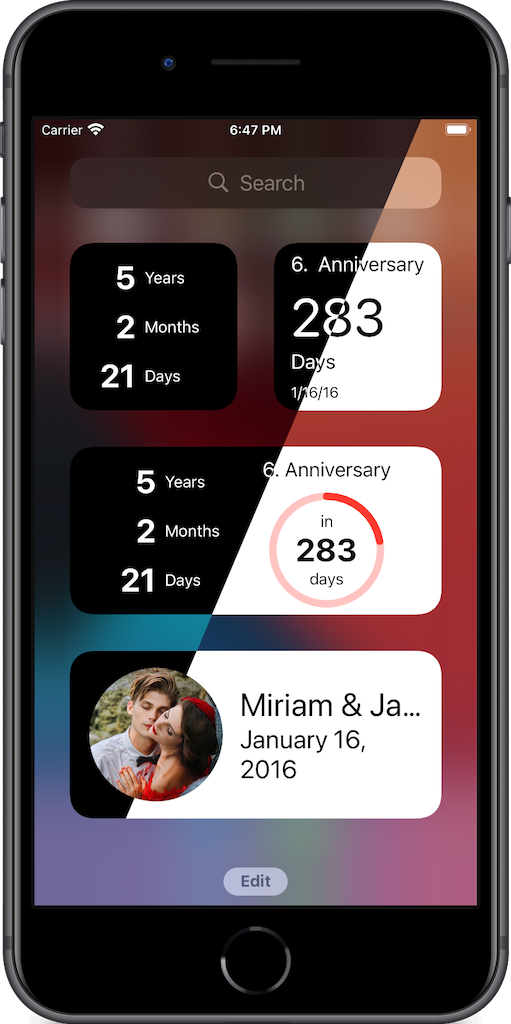 Carrier 6:47 PM
Search
5 Years
2 Months
21 Days
6. Anniversary
283
Days
1/16/16
5 Years
2 Months
21 Days
6. Anniversary
in
283
days
Miriam & Ja...
January 16,
2016
Edit